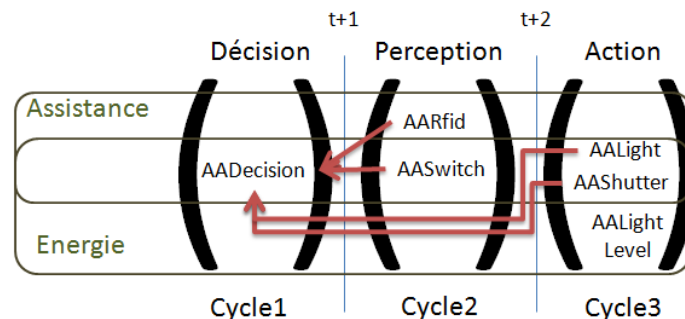 t+1
t+2
Décision
Perception
Action
Assistance
AARfid
AADecision
AASwitch
AALight
AAShutter
Energie
AALight
Level
Cycle1
Cycle2
Cycle3